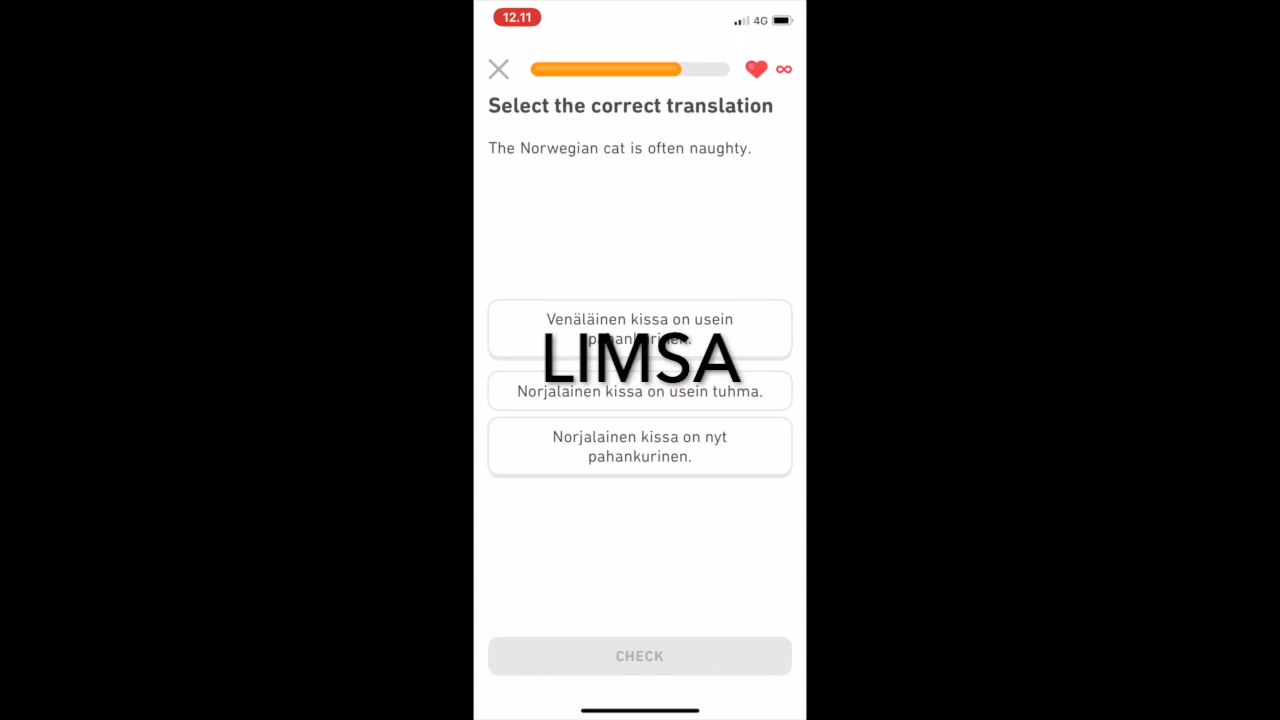 12.11
4G
Select the correct translation
The Norwegian cat is often naughty.
Venäläinen kissa on usein
pahankurinen.
LIMSA
Norjalainen kissa on usein tuhma.
Norjalainen kissa on nyt
pahankurinen.
CHECK